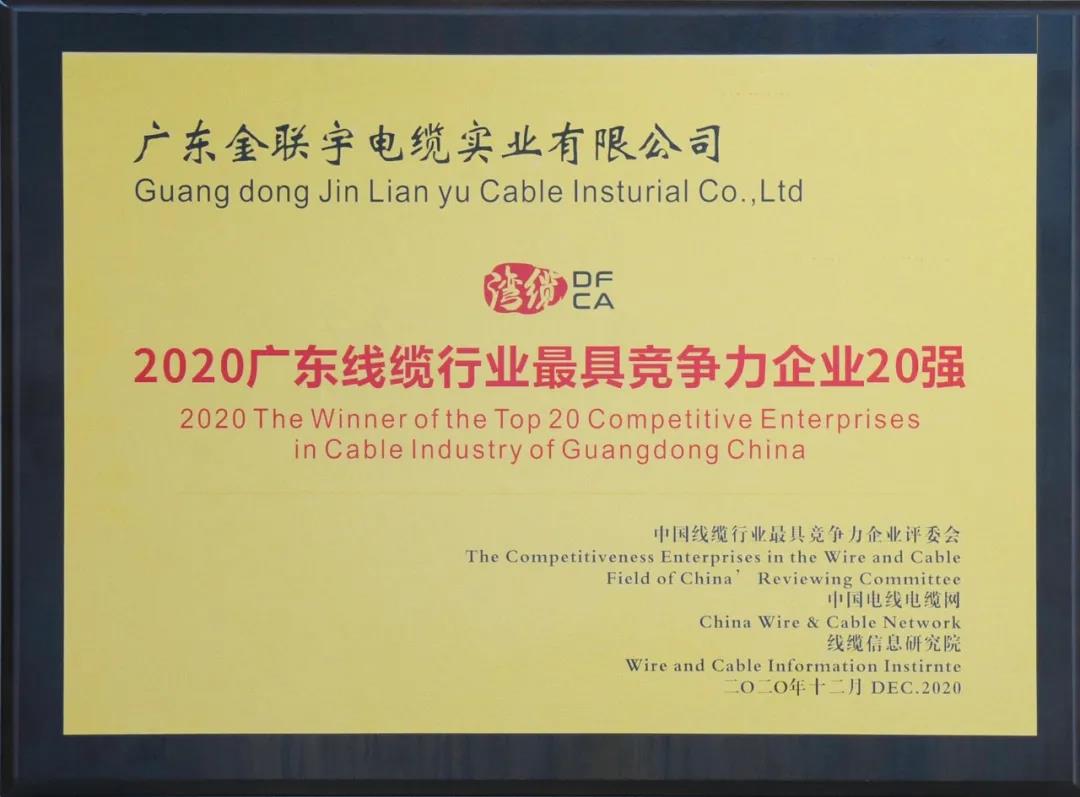 广东金联宇电缆实业有限公司
Guang dong Jin Lian yu Cable Insturial Co.,Ltd
湾缆 DF
CA
2020广东线缆行业最具竞争力企业20强
2020 The Winner of the Top 20 Competitive Enterprises
in Cable Industry of Guangdong China
中国线缆行业最具竞争力企业评委会
The Competitiveness Enterprises in the Wire and Cable
Field of China’ Reviewing Committee
中国电线电缆网
China Wire & Cable Network
线缆信息研究院
Wire and Cable Information Instirnte
二〇二〇年十二月 DEC.2020